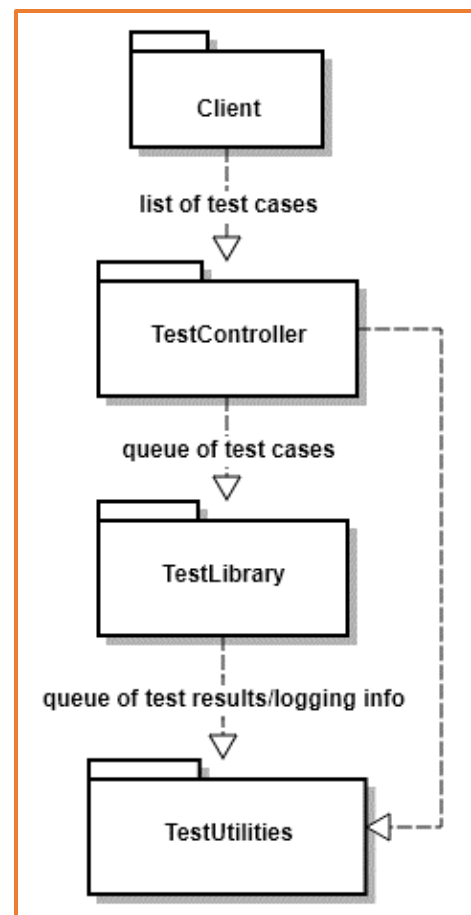 Client
list of test cases
TestController
queue of test cases
TestLibrary
queue of test results/logging info
TestUtilities